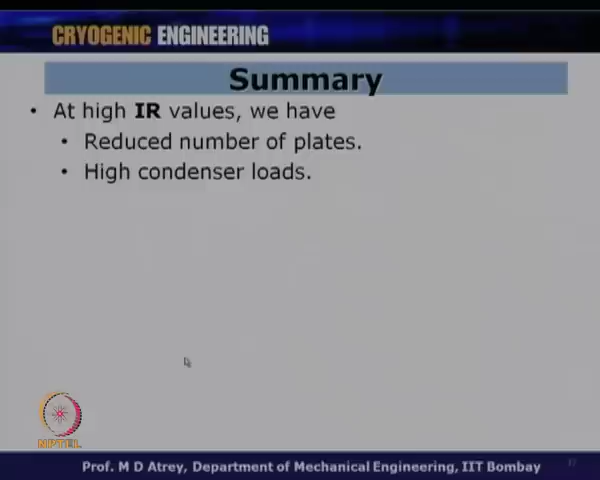 CRYOGENIC ENGINEERING
Summary
• At high IR values, we have
• Reduced number of plates.
• High condenser loads.
NPTEL
Prof. M D Atrey, Department of Mechanical Engineering, IIT Bombay